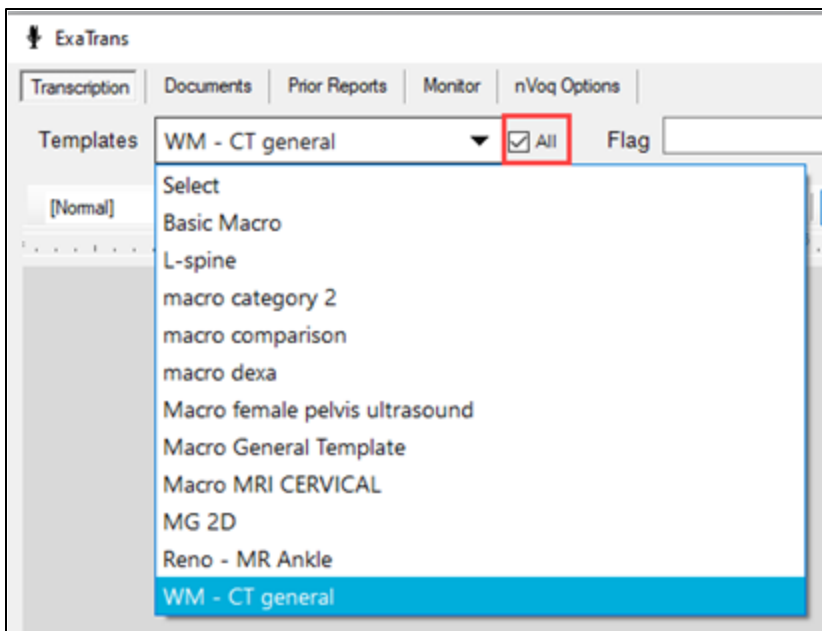 ExaTrans
Transcription Documents Prior Reports Monitor nVoq Options
Templates WM - CT general All Flag
Select
[Normal]
Basic Macro
L-spine
macro category 2
macro comparison
macro dexa
Macro female pelvis ultrasound
Macro General Template
Macro MRI CERVICAL
MG 2D
Reno - MR Ankle
WM - CT general